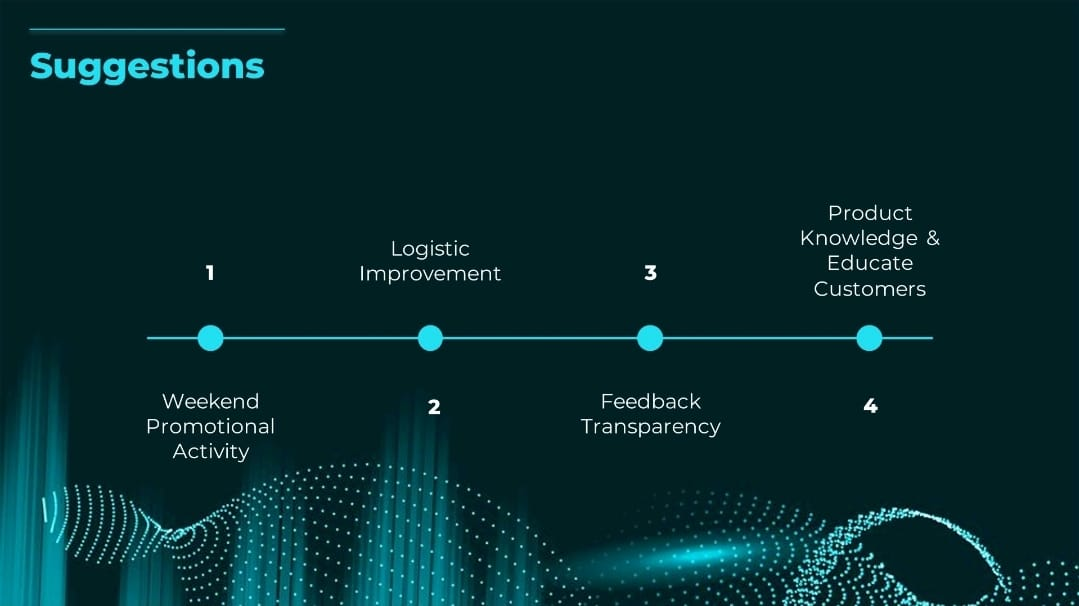 Suggestions
1
Weekend
Promotional
Activity
Logistic
Improvement
2
3
Feedback
Transparency
Product
Knowledge &
Educate
Customers
4